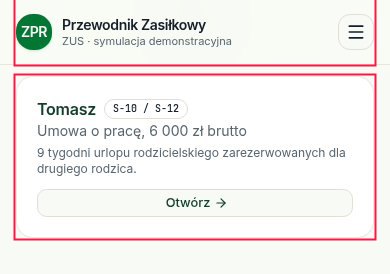 ZPR
Przewodnik Zasiłkowy
ZUS · symulacja demonstracyjna
Tomasz
S-10 / S-12
Umowa o pracę, 6 000 zł brutto
9 tygodni urlopu rodzicielskiego zarezerwowanych dla
drugiego rodzica.
Otwórz →